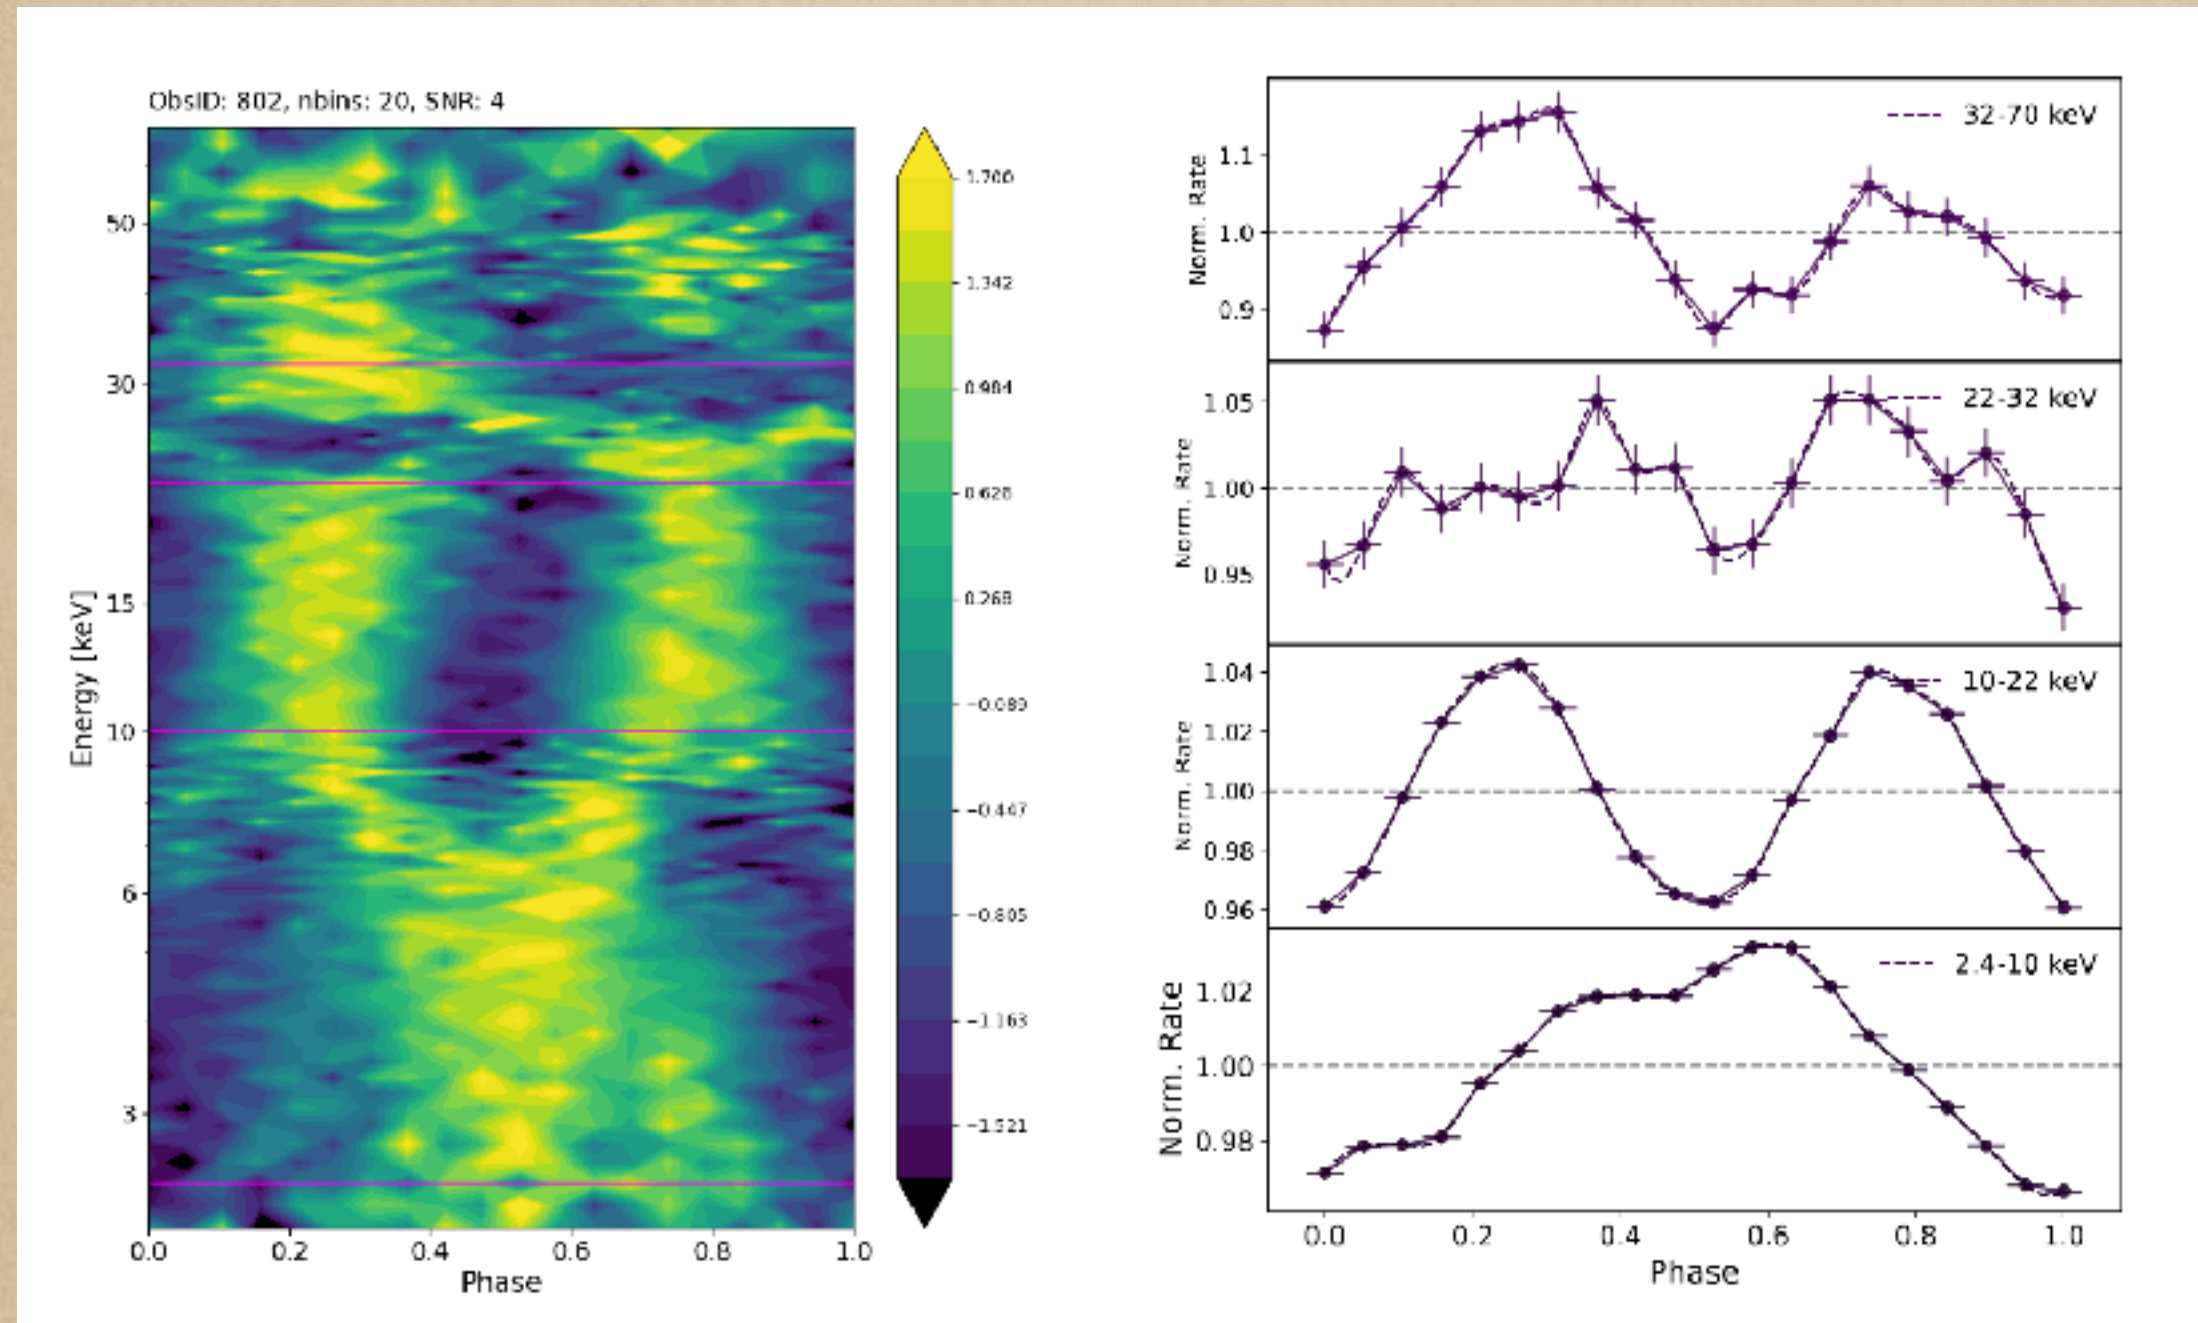 ObsID: 802, nbins: 20, SNR: 4
50
30
15
10
6
3
Energy [keV]
0.0 0.2 0.4 0.6 0.8 1.0
Phase
1.700
1.342
0.984
0.626
0.268
−0.089
−0.447
−0.805
−1.163
−1.521
32-70 keV
1.1
1.0
0.9
Norm. Rate
22-32 keV
1.05
1.00
0.95
Norm. Rate
10-22 keV
1.04
1.02
1.00
0.98
0.96
Norm. Rate
2.4-10 keV
1.02
1.00
0.98
Norm. Rate
0.0 0.2 0.4 0.6 0.8 1.0
Phase